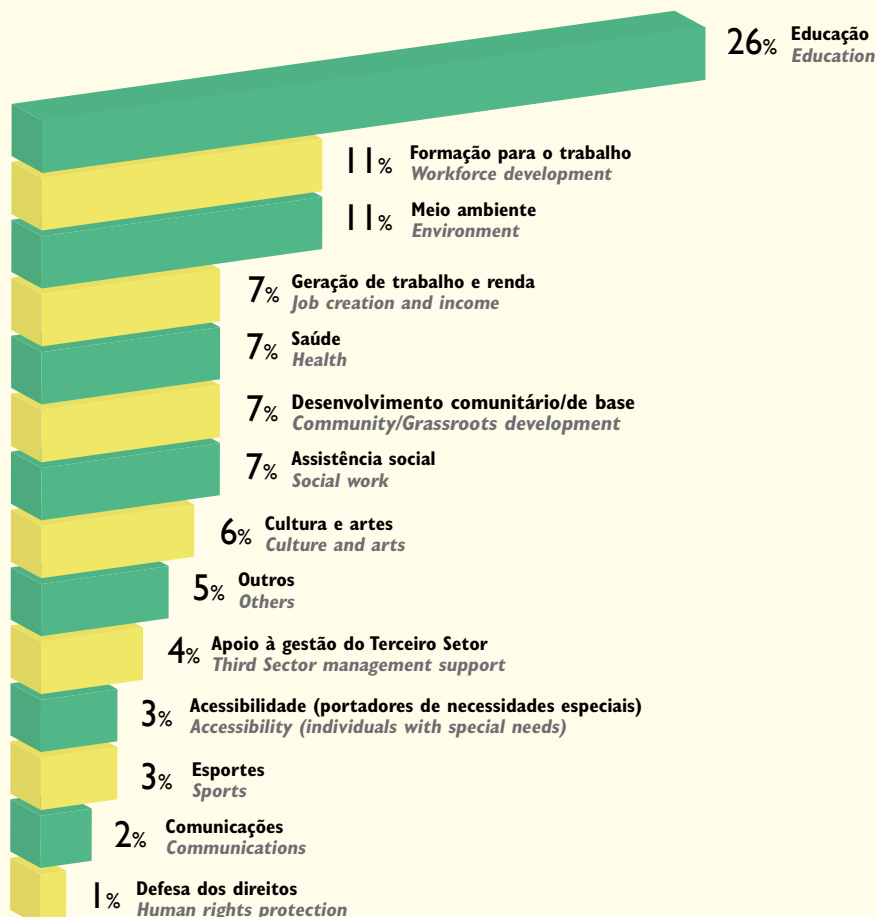 26% Educação
Education
11% Formação para o trabalho
Workforce development
11% Meio ambiente
Environment
7% Geração de trabalho e renda
Job creation and income
7% Saúde
Health
7% Desenvolvimento comunitário/de base
Community/Grassroots development
7% Assistência social
Social work
6% Cultura e artes
Culture and arts
5% Outros
Others
4% Apoio à gestão do Terceiro Setor
Third Sector management support
3% Acessibilidade (portadores de necessidades especiais)
Accessibility (individuals with special needs)
3% Esportes
Sports
2% Comunicações
Communications
1% Defesa dos direitos
Human rights protection